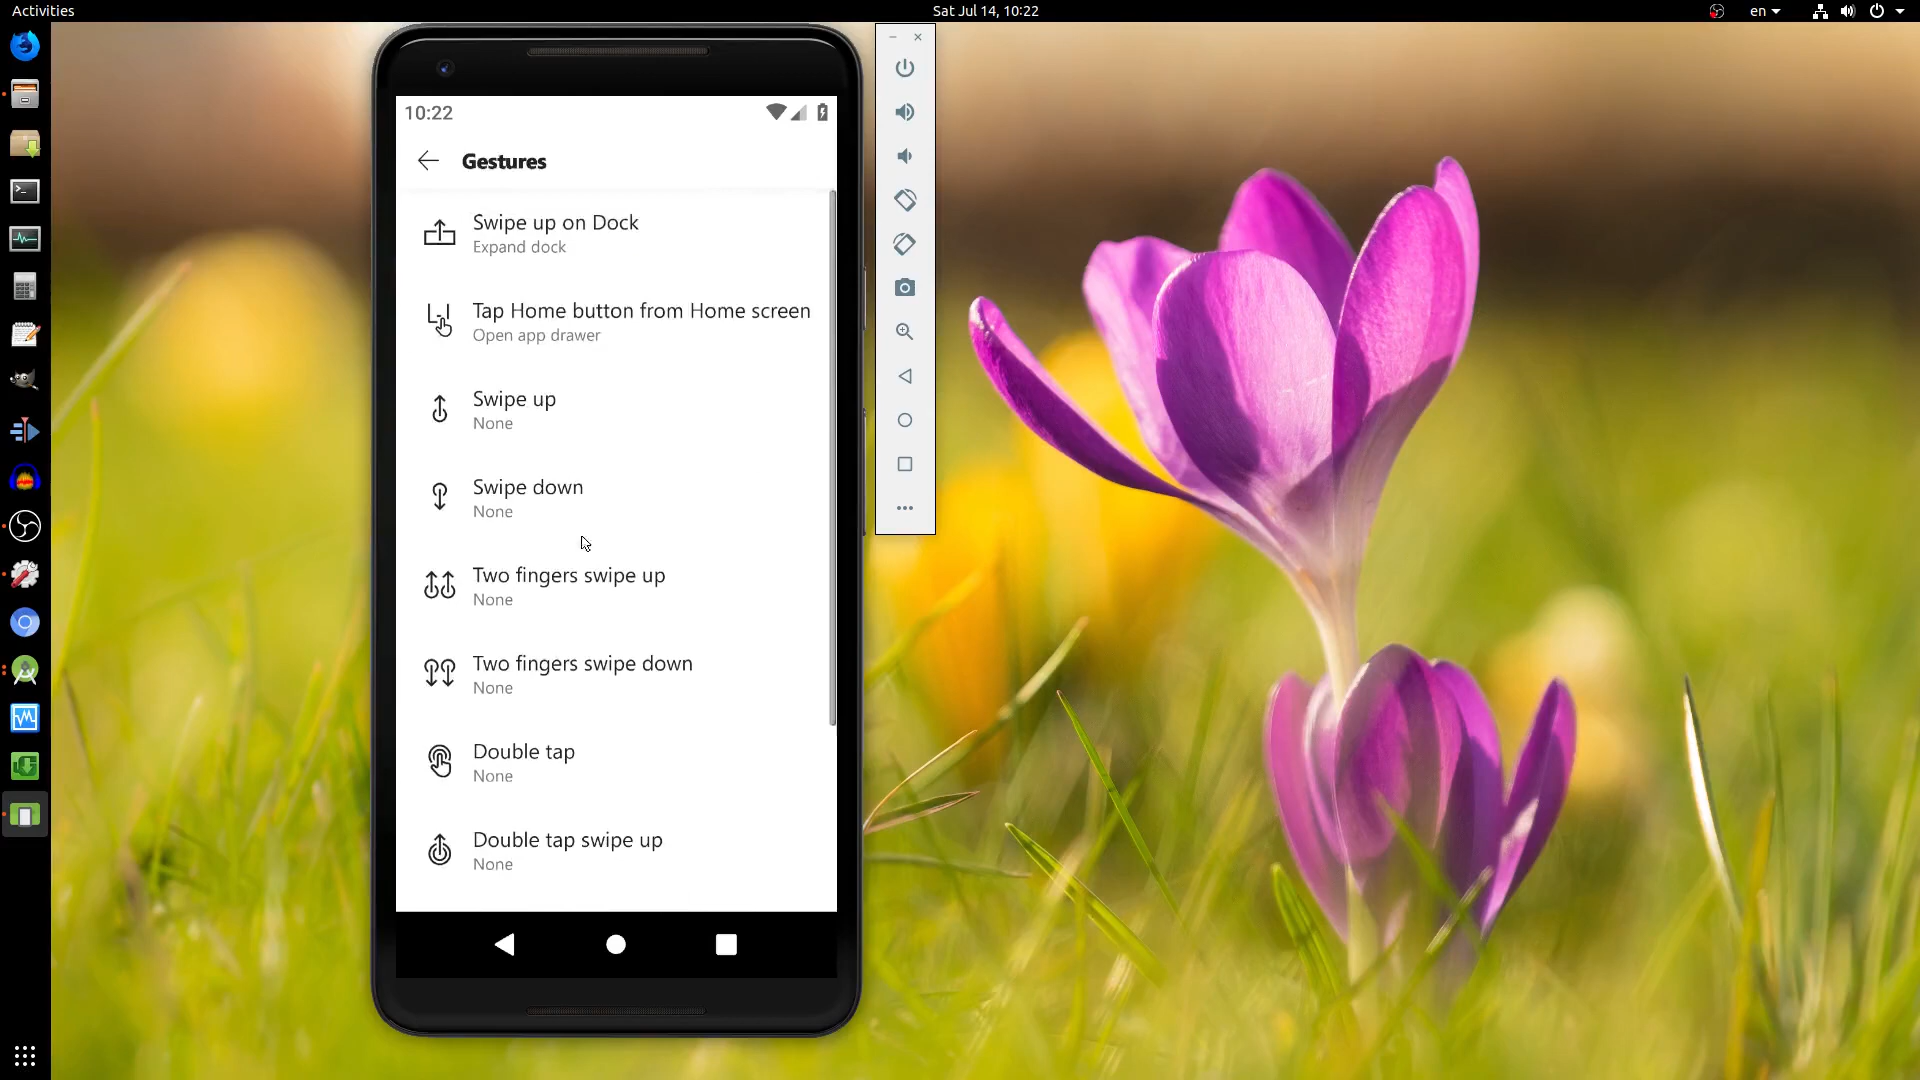 Activities
Sat Jul 14, 10:22
en
10:22
Gestures
Swipe up on Dock
Expand dock
Tap Home button from Home screen
Open app drawer
Swipe up
None
Swipe down
None
Two fingers swipe up
None
Two fingers swipe down
None
Double tap
None
Double tap swipe up
None